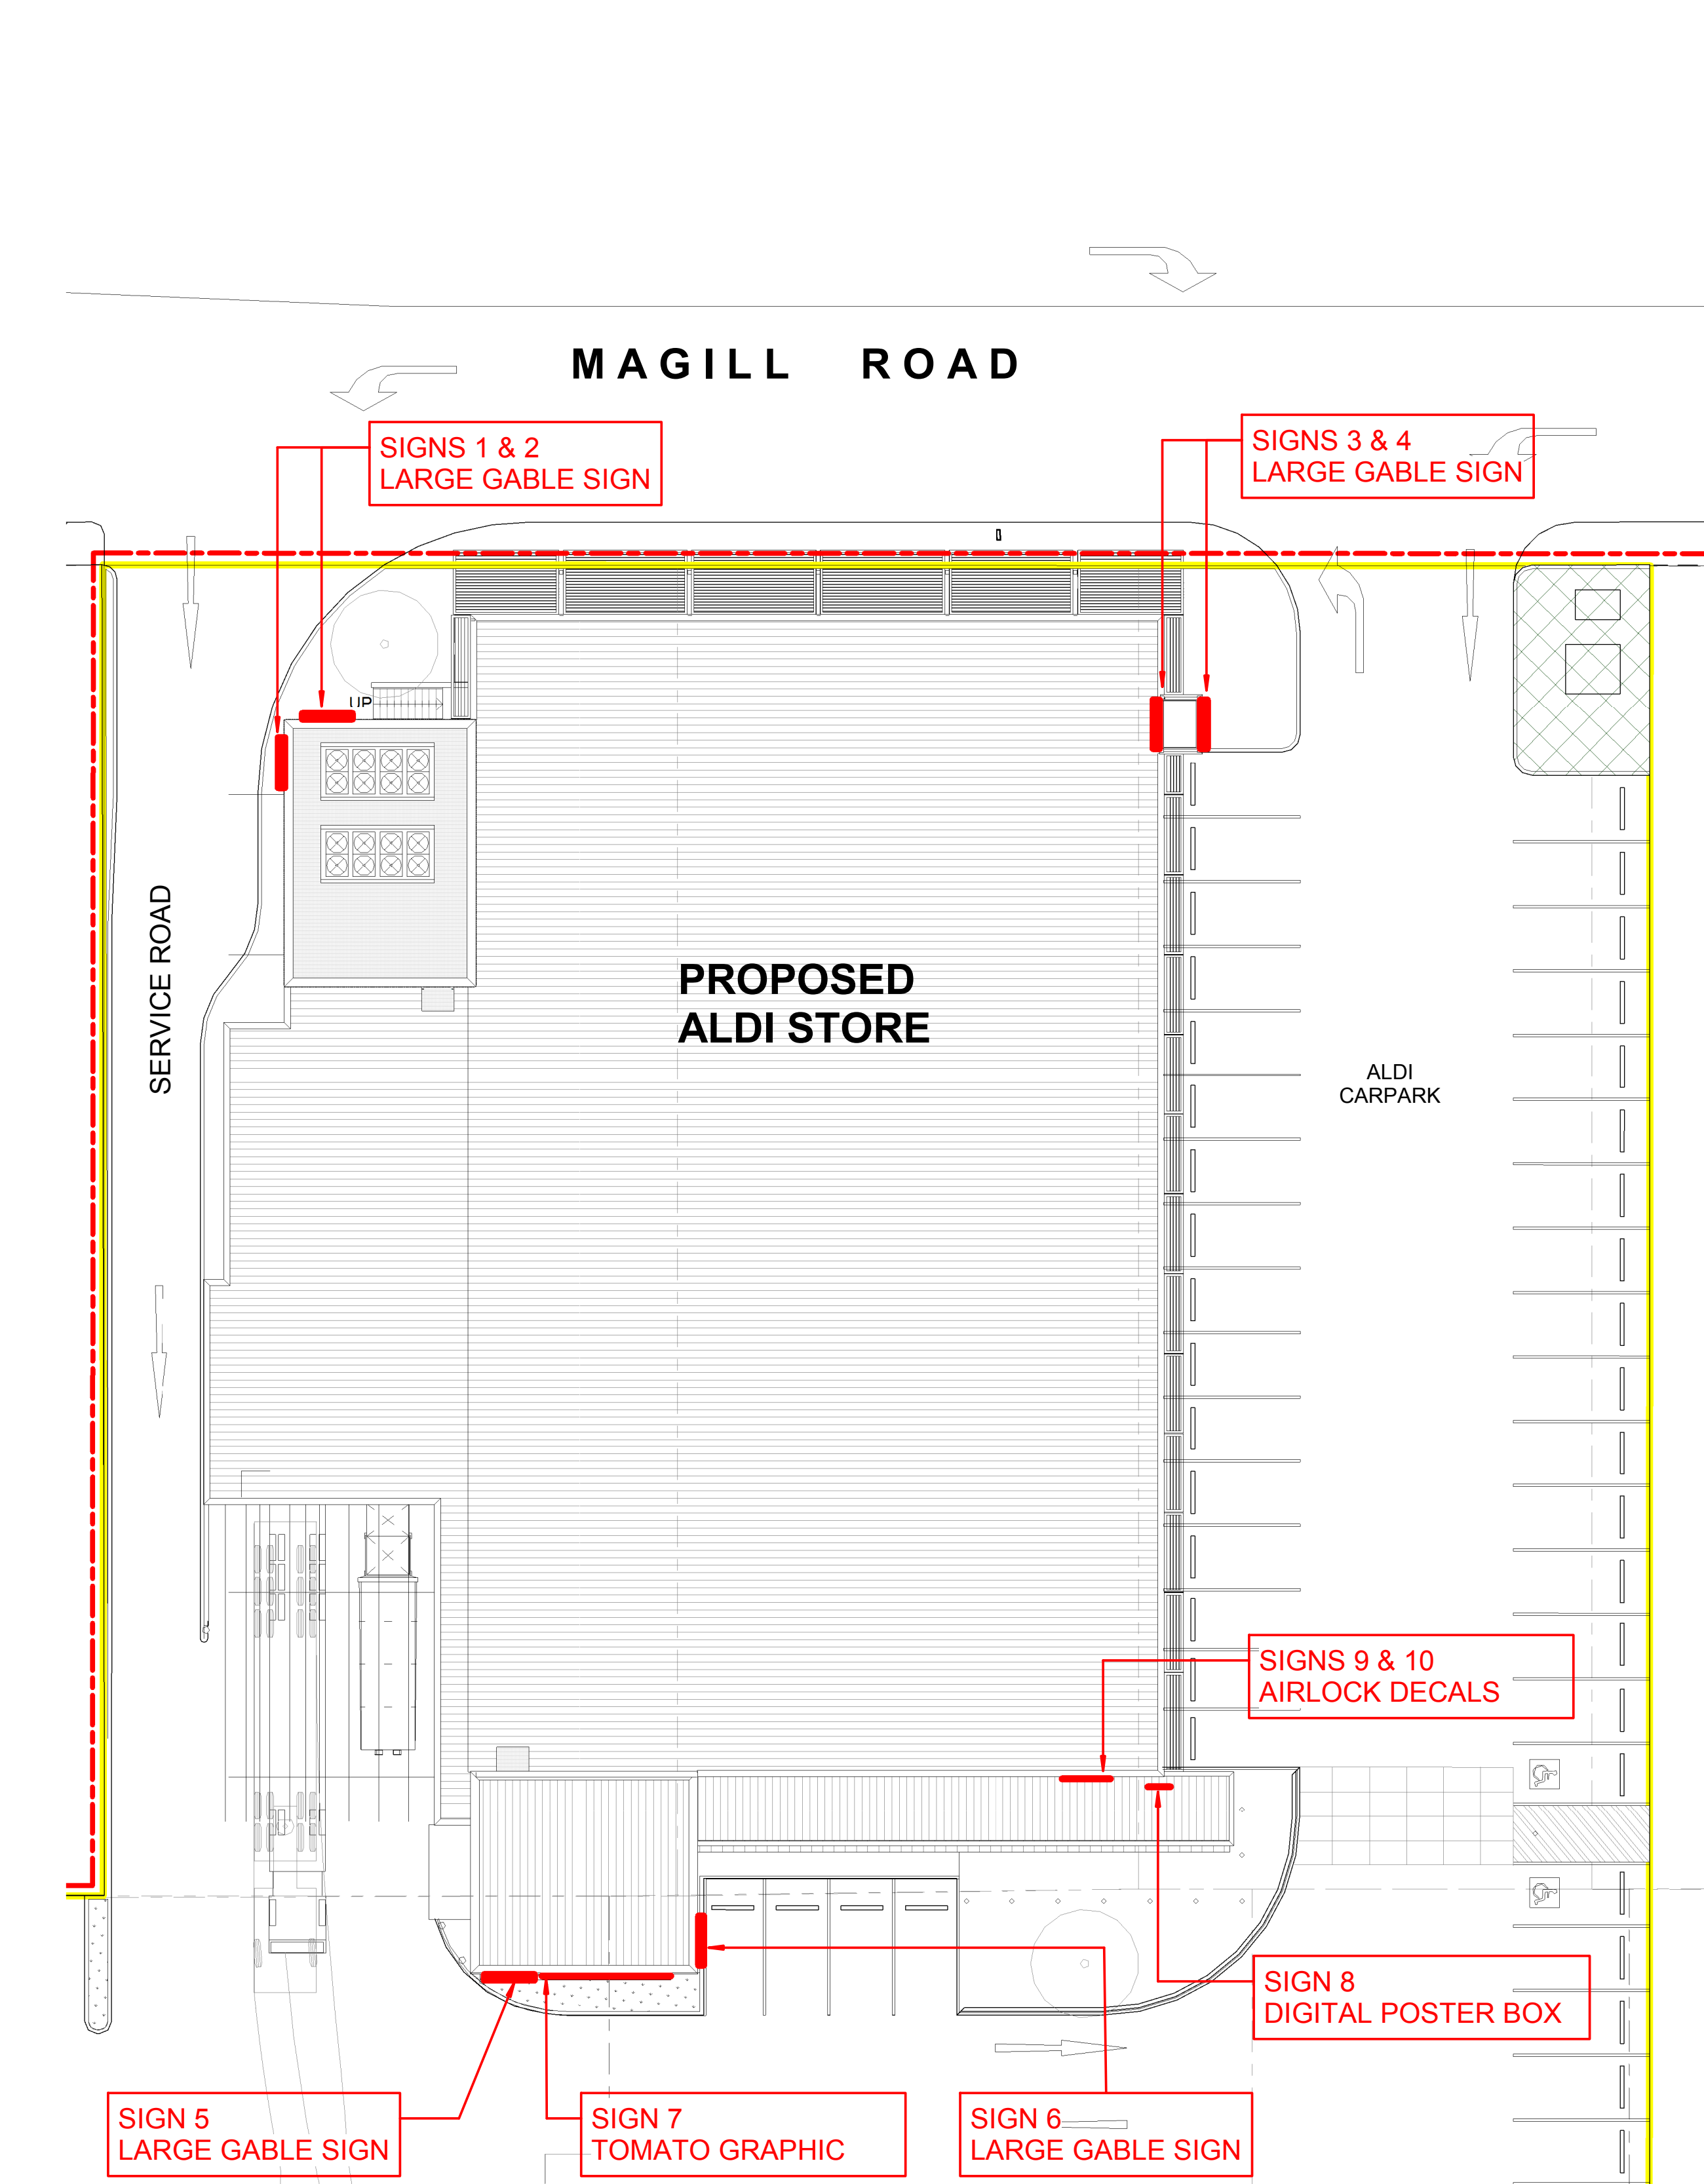 MAGILL ROAD
SIGNS 1 & 2
LARGE GABLE SIGN
SIGNS 3 & 4
LARGE GABLE SIGN
UP
SERVICE ROAD
PROPOSED
ALDI STORE
ALDI
CARPARK
SIGNS 9 & 10
AIRLOCK DECALS
SIGN 8
DIGITAL POSTER BOX
SIGN 5
LARGE GABLE SIGN
SIGN 7
TOMATO GRAPHIC
SIGN 6
LARGE GABLE SIGN